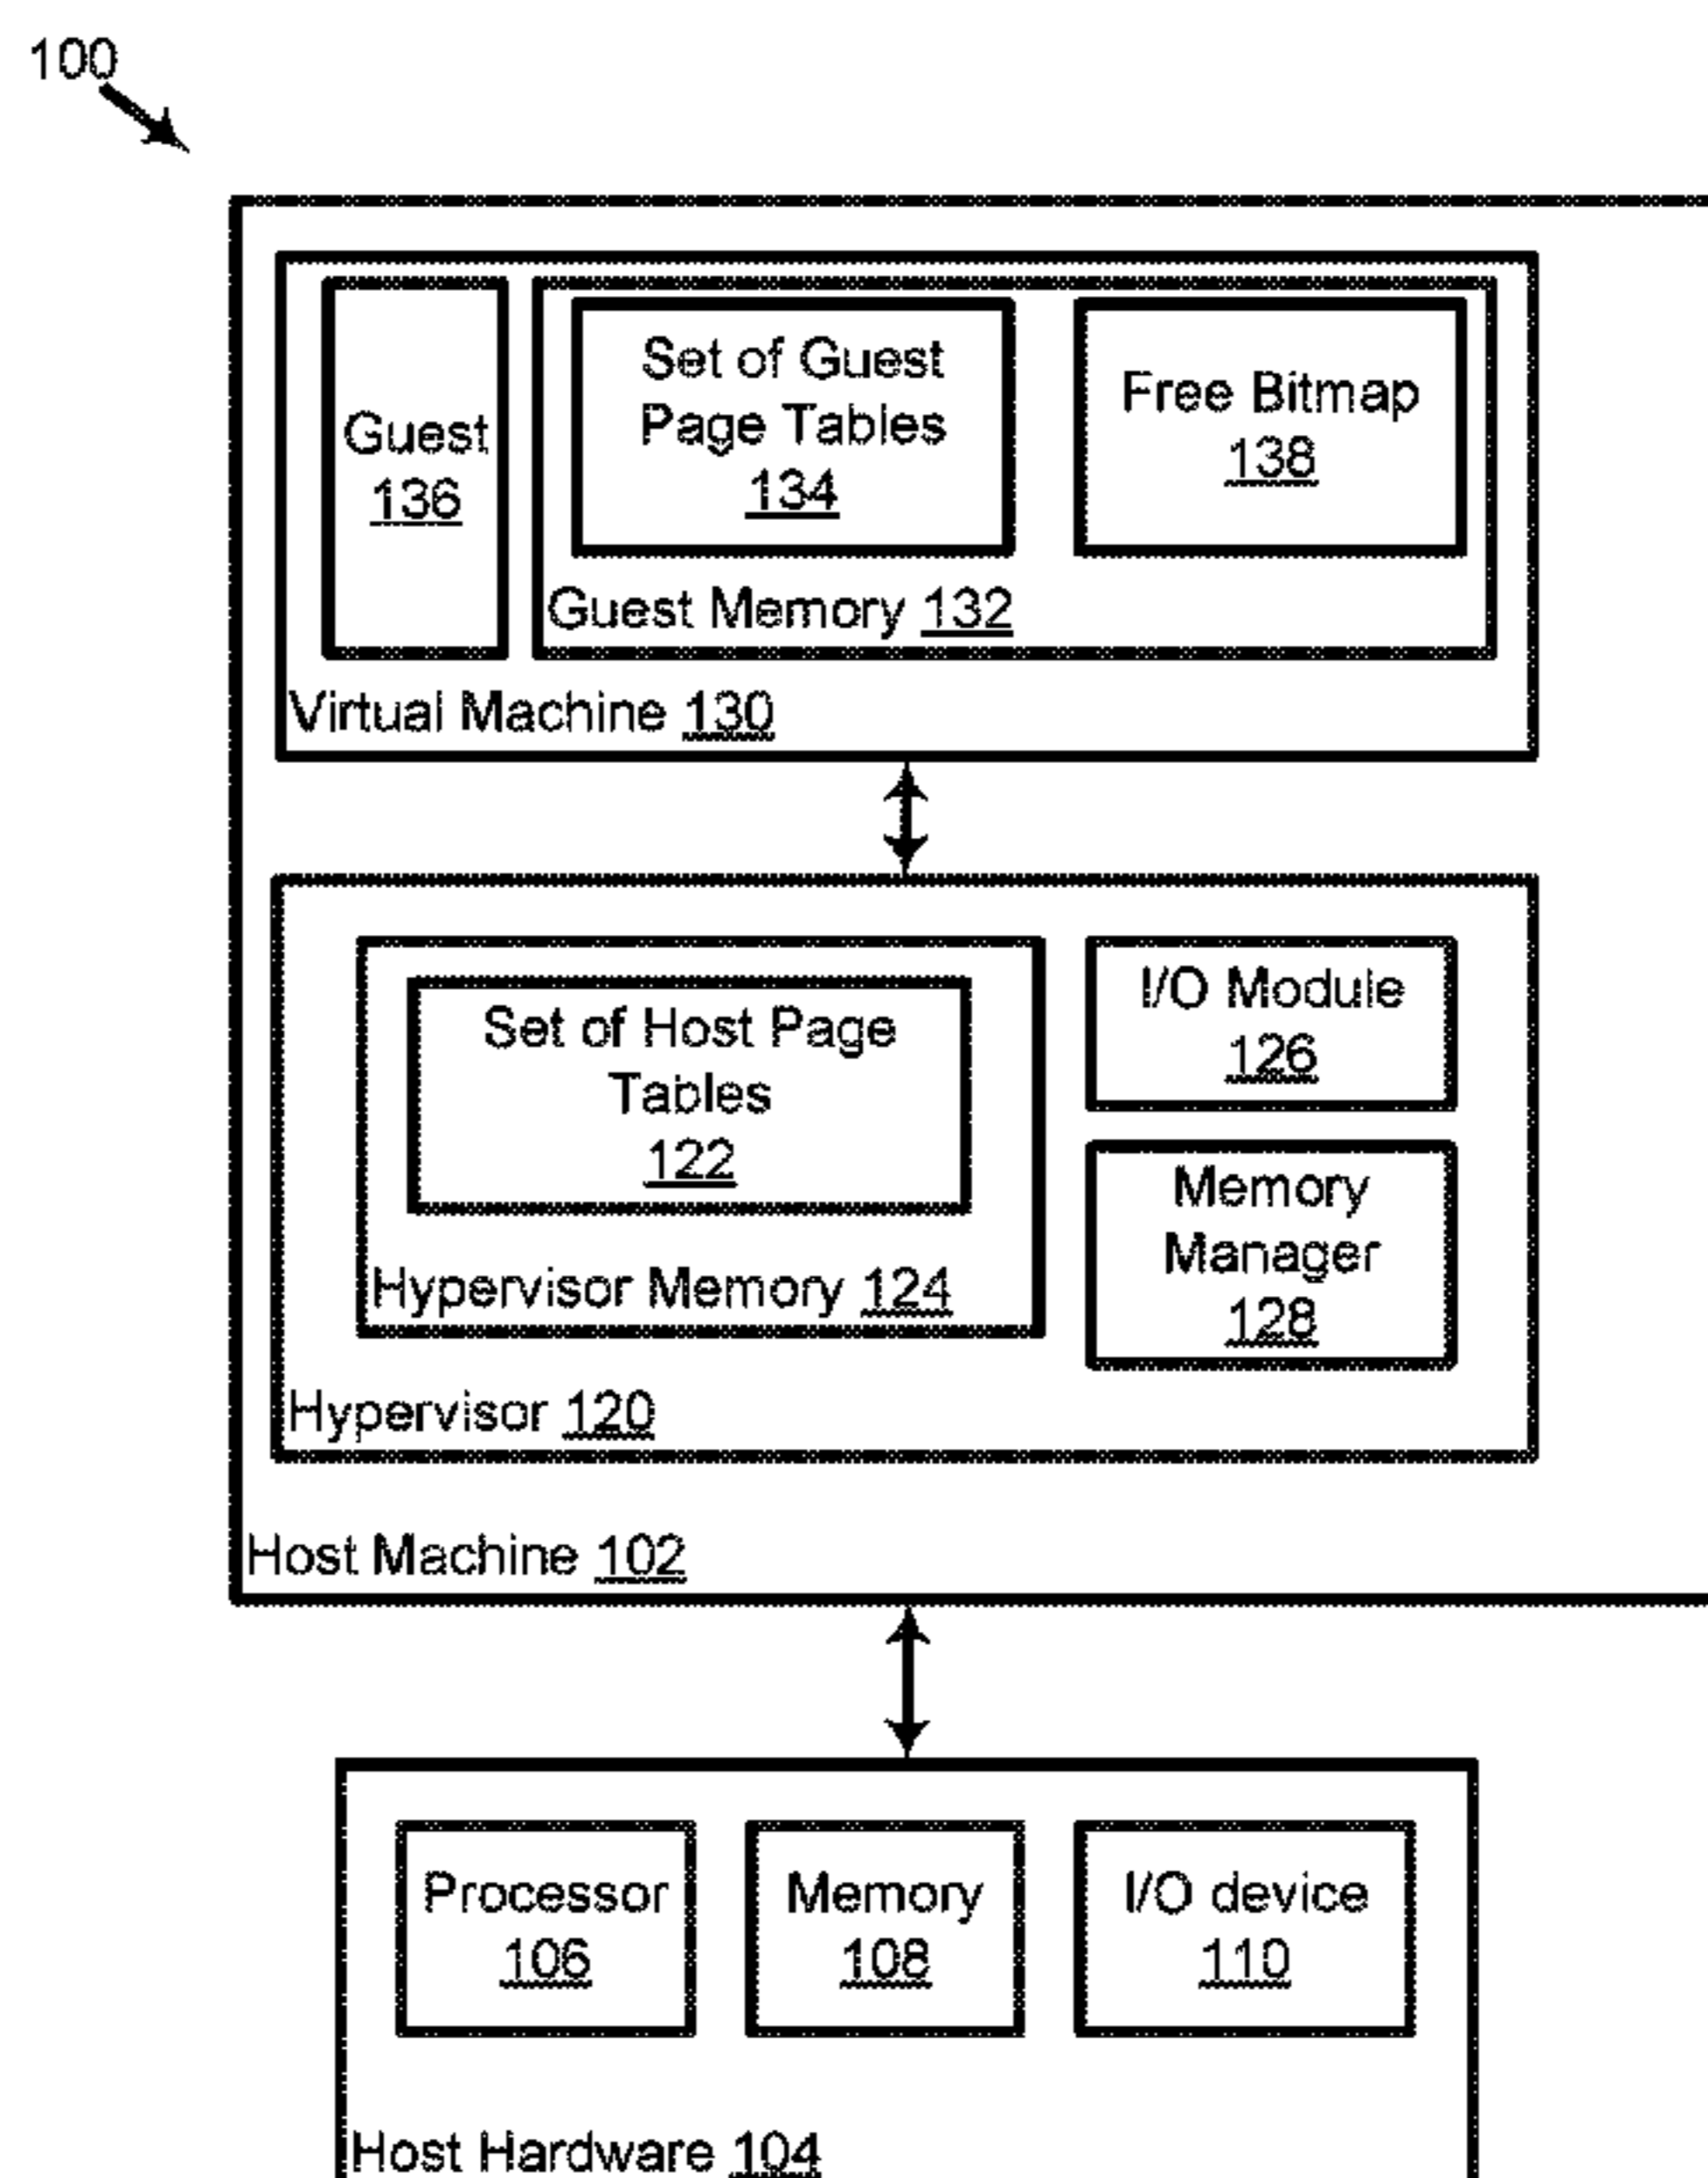 100
Set of Guest
Page Tables
134
Free Bitmap
138
Guest
136
Guest Memory 132
Virtual Machine 130
Set of Host Page
Tables
122
I/O Module
126
Memory
Manager
128
Hypervisor Memory 124
Hypervisor 120
Host Machine 102
Processor
106
Memory
108
I/O device
110
Host Hardware 104